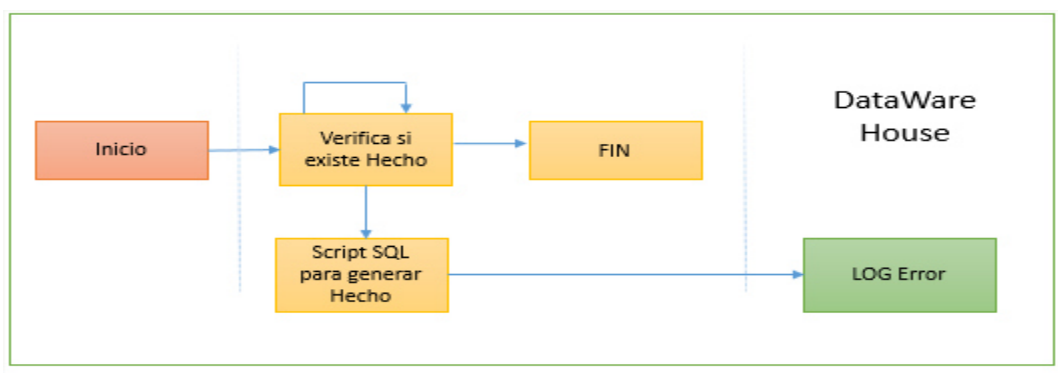 Inicio
Verifica si
existe Hecho
FIN
DataWare
House
Script SQL
para generar
Hecho
LOG Error